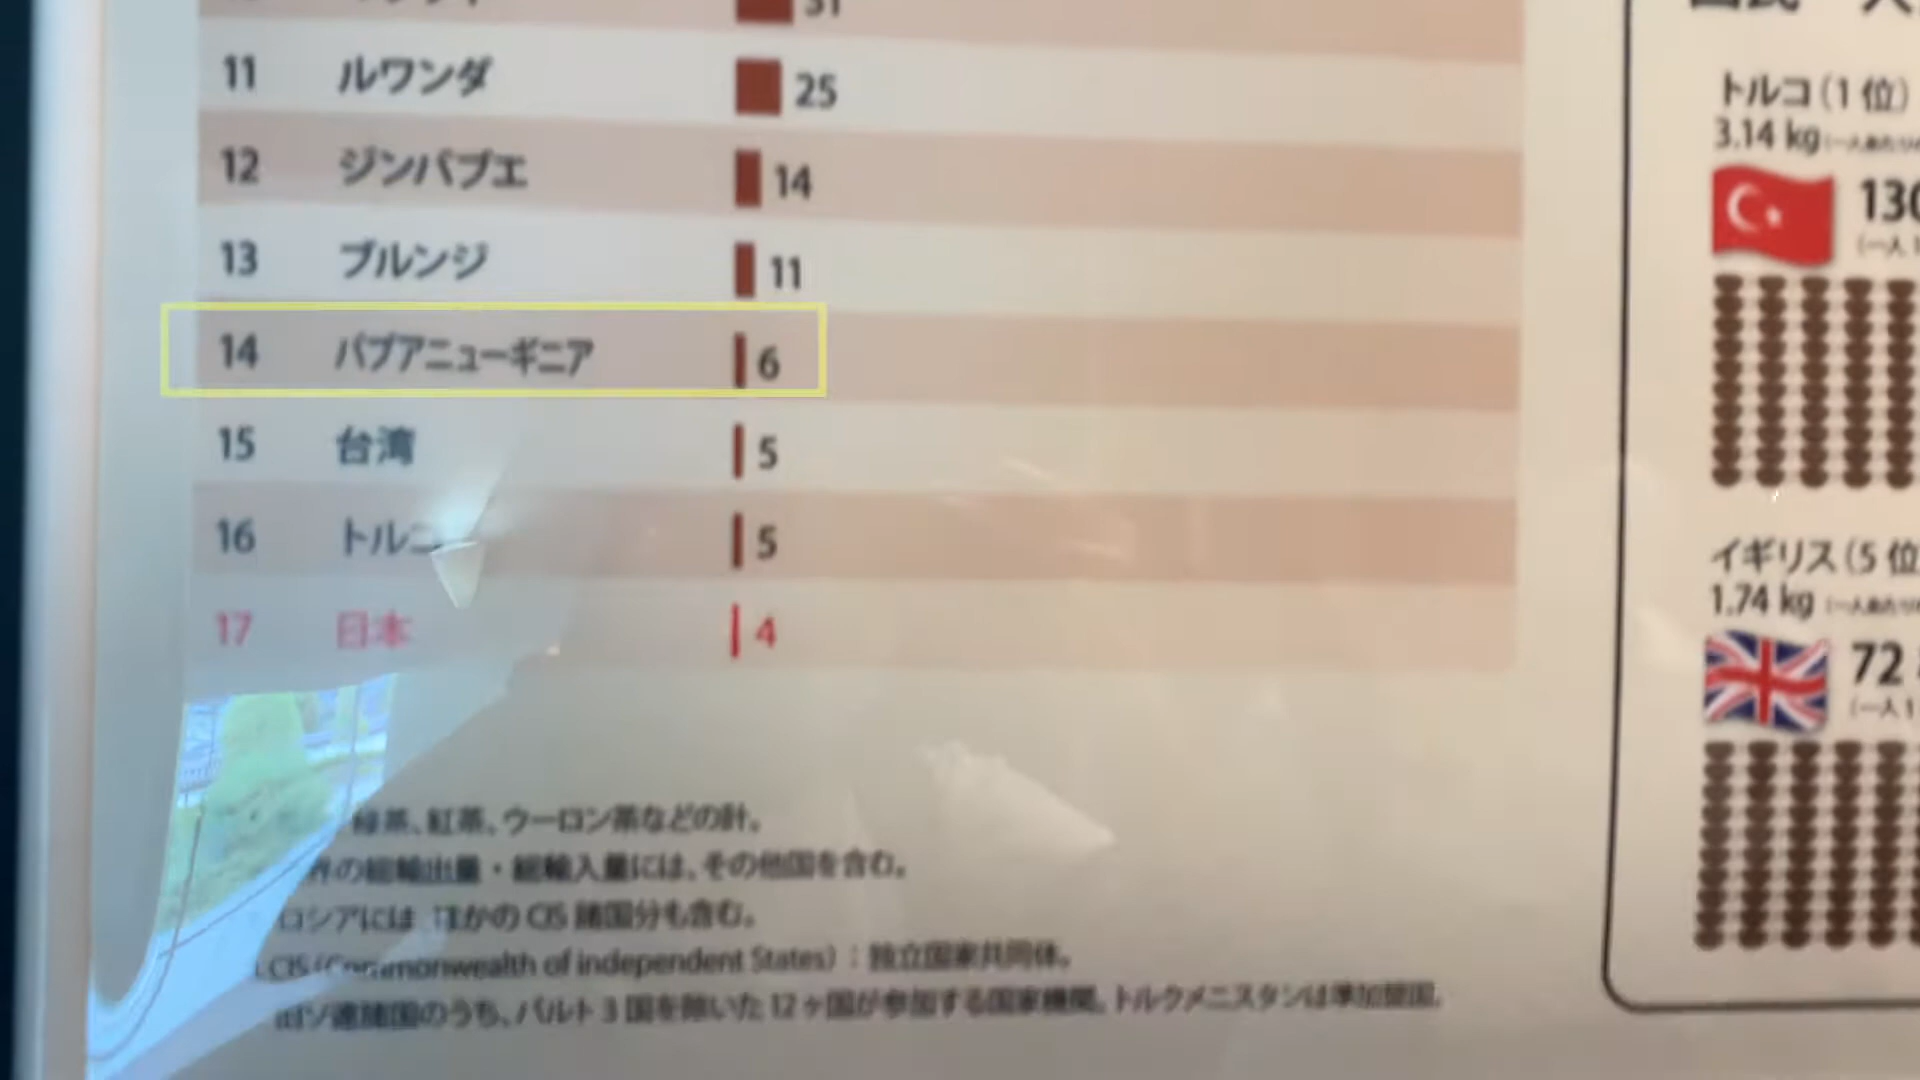 31
11 ルワンダ 25
12 ジンバブエ 14
13 ブルンジ 11
14 パプアニューギニア 6
15 台湾 5
16 トルコ 5
17 日本 4
緑茶、紅茶、ウーロン茶などの計。
界の総輸出量・総輸入量には、その他国を含む。
ロシアには ほかの CIS 諸国分も含む。
CIS (Commonwealth of independent States) : 独立国家共同体。
旧ソ連諸国のうち、バルト 3 国を除いた 12 ヶ国が参加する国家機関。トルクメニスタンは準加盟国。
トルコ (1 位)
3.14 kg
130
イギリス (5 位
1.74 kg
72